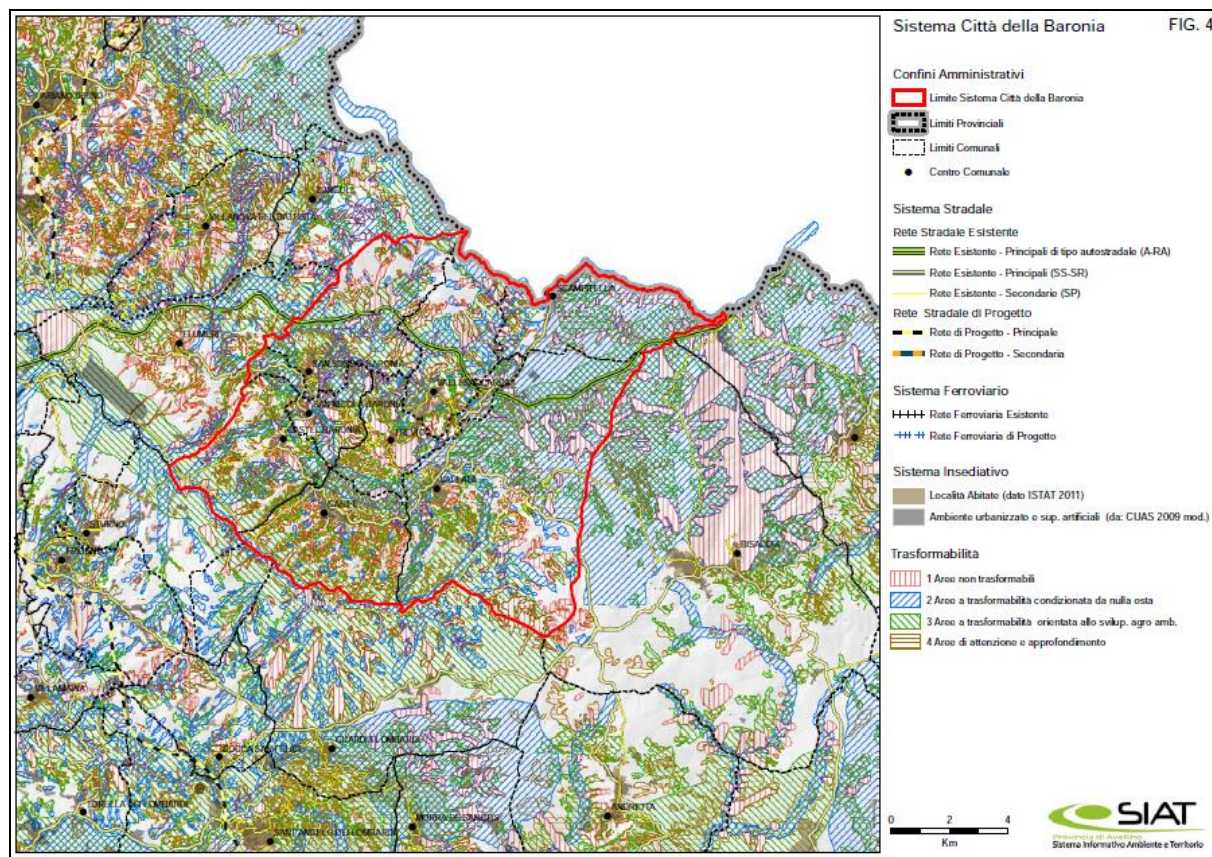 Sistema Città della Baronia
FIG. 4
Confini Amministrativi
Limite Sistema Città della Baronia
Limiti Provinciali
Limiti Comunali
Centro Comunale
Sistema Stradale
Rete Stradale Esistente
Rete Esistente - Principali di tipo autostradale (A-RA)
Rete Esistente - Principali (SS-SR)
Rete Esistente - Secondarie (SP)
Rete Stradale di Progetto
Rete di Progetto - Principale
Rete di Progetto - Secondaria
Sistema Ferroviario
Rete Ferroviaria Esistente
Rete Ferroviaria di Progetto
Sistema Insediativo
Località Abitate (dato ISTAT 2011)
Ambiente urbanizzato e sup. artificiali (da: CUAS 2009 mod.)
Trasformabilità
1 Aree non trasformabili
2 Aree a trasformabilità condizionata da nulla osta
3 Aree a trasformabilità orientata allo svilup. agro amb.
4 Aree di attenzione e approfondimento
0 2 4
Km
SIAT
Provincia di Avellino
Sistema Informativo Ambiente e Territorio
SCAMPITELLA
FLUMERI
VALLATA
BISACCIA
ANDRETTA